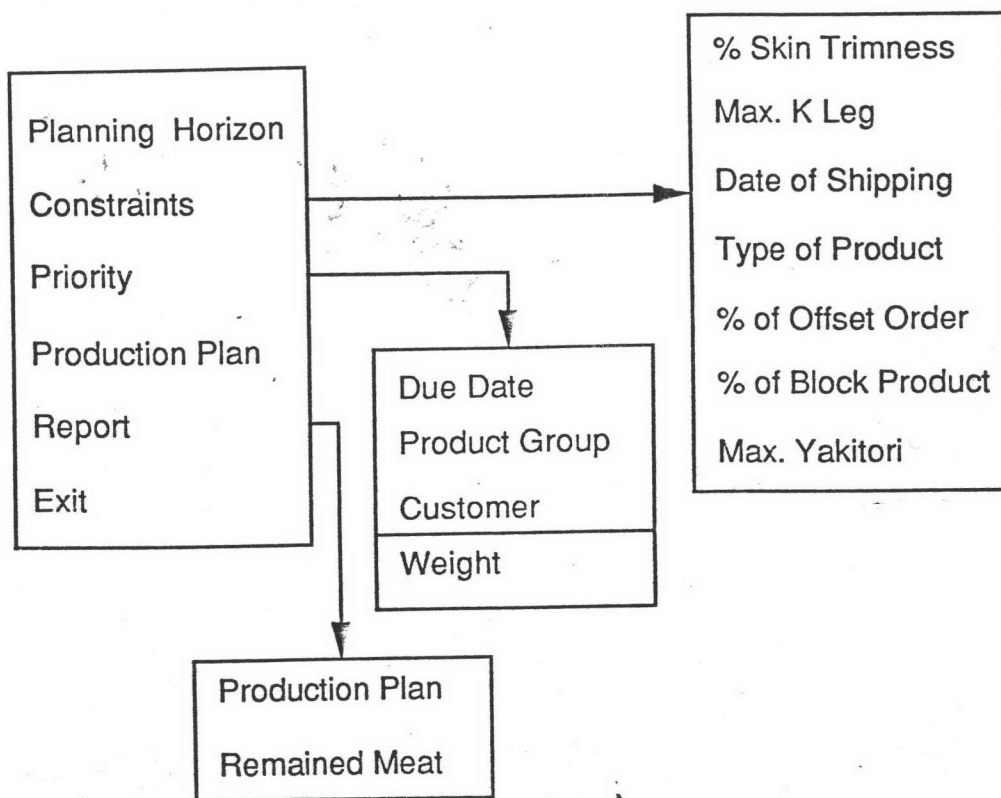 Planning Horizon
Constraints
Priority
Production Plan
Report
Exit
% Skin Trimness
Max. K Leg
Date of Shipping
Type of Product
% of Offset Order
% of Block Product
Max. Yakitori
Due Date
Product Group
Customer
Weight
Production Plan
Remained Meat